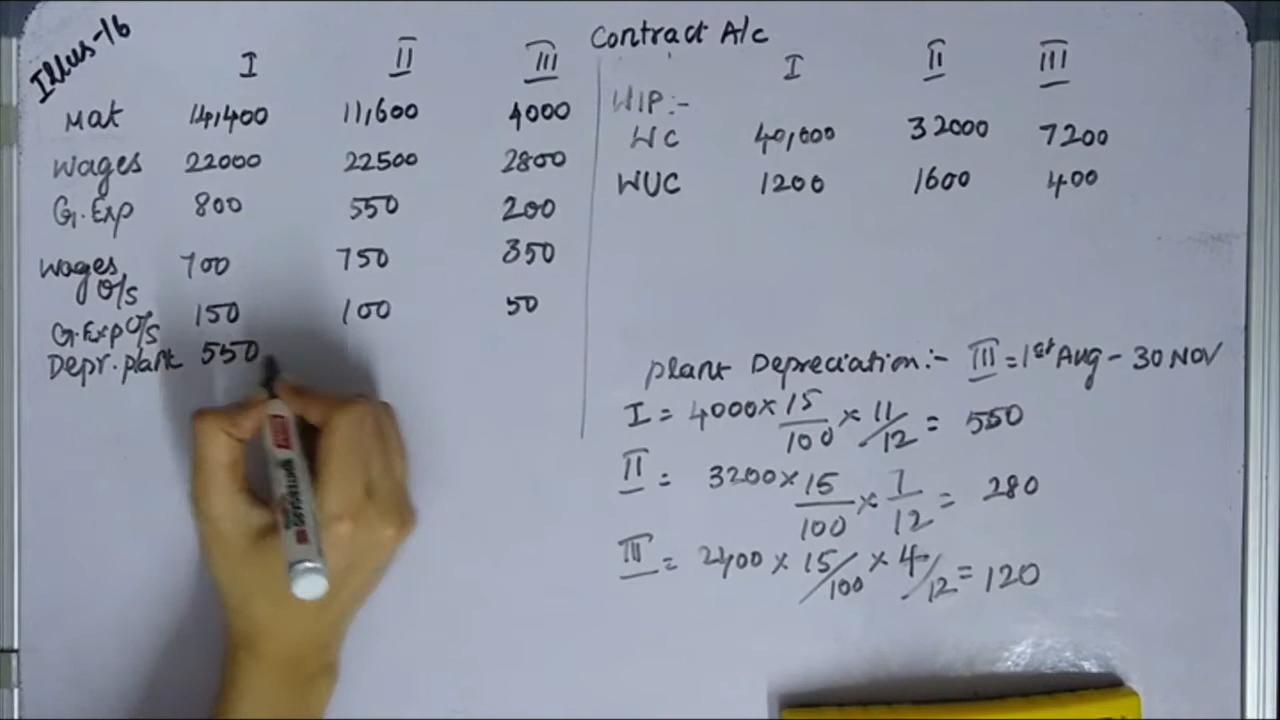 Illus-16
Contract A/c
I II III
Mat 14,400 11,600 4000
Wages 22000 22500 2800
G.Exp 800 550 200
Wages O/s 700 750 350
G.Exp O/s 150 100 50
Depr.plant 550
I II III
WIP:-
WC 40,000 32000 7200
WUC 1200 1600 400
Plant Depreciation:- III = 1st Aug - 30 NOV
I = 4000 × 15/100 × 11/12 = 550
II = 3200 × 15/100 × 7/12 = 280
III = 2400 × 15/100 × 4/12 = 120